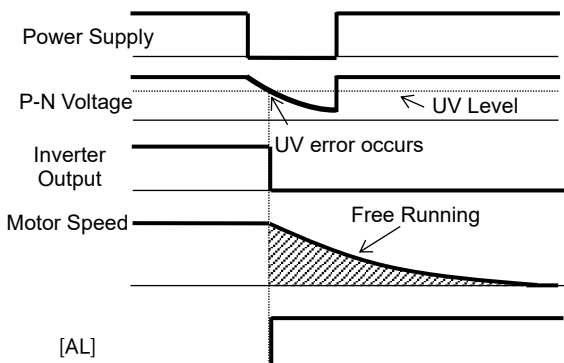 Power Supply
P-N Voltage
UV Level
UV error occurs
Inverter
Output
Motor Speed
Free Running
[AL]